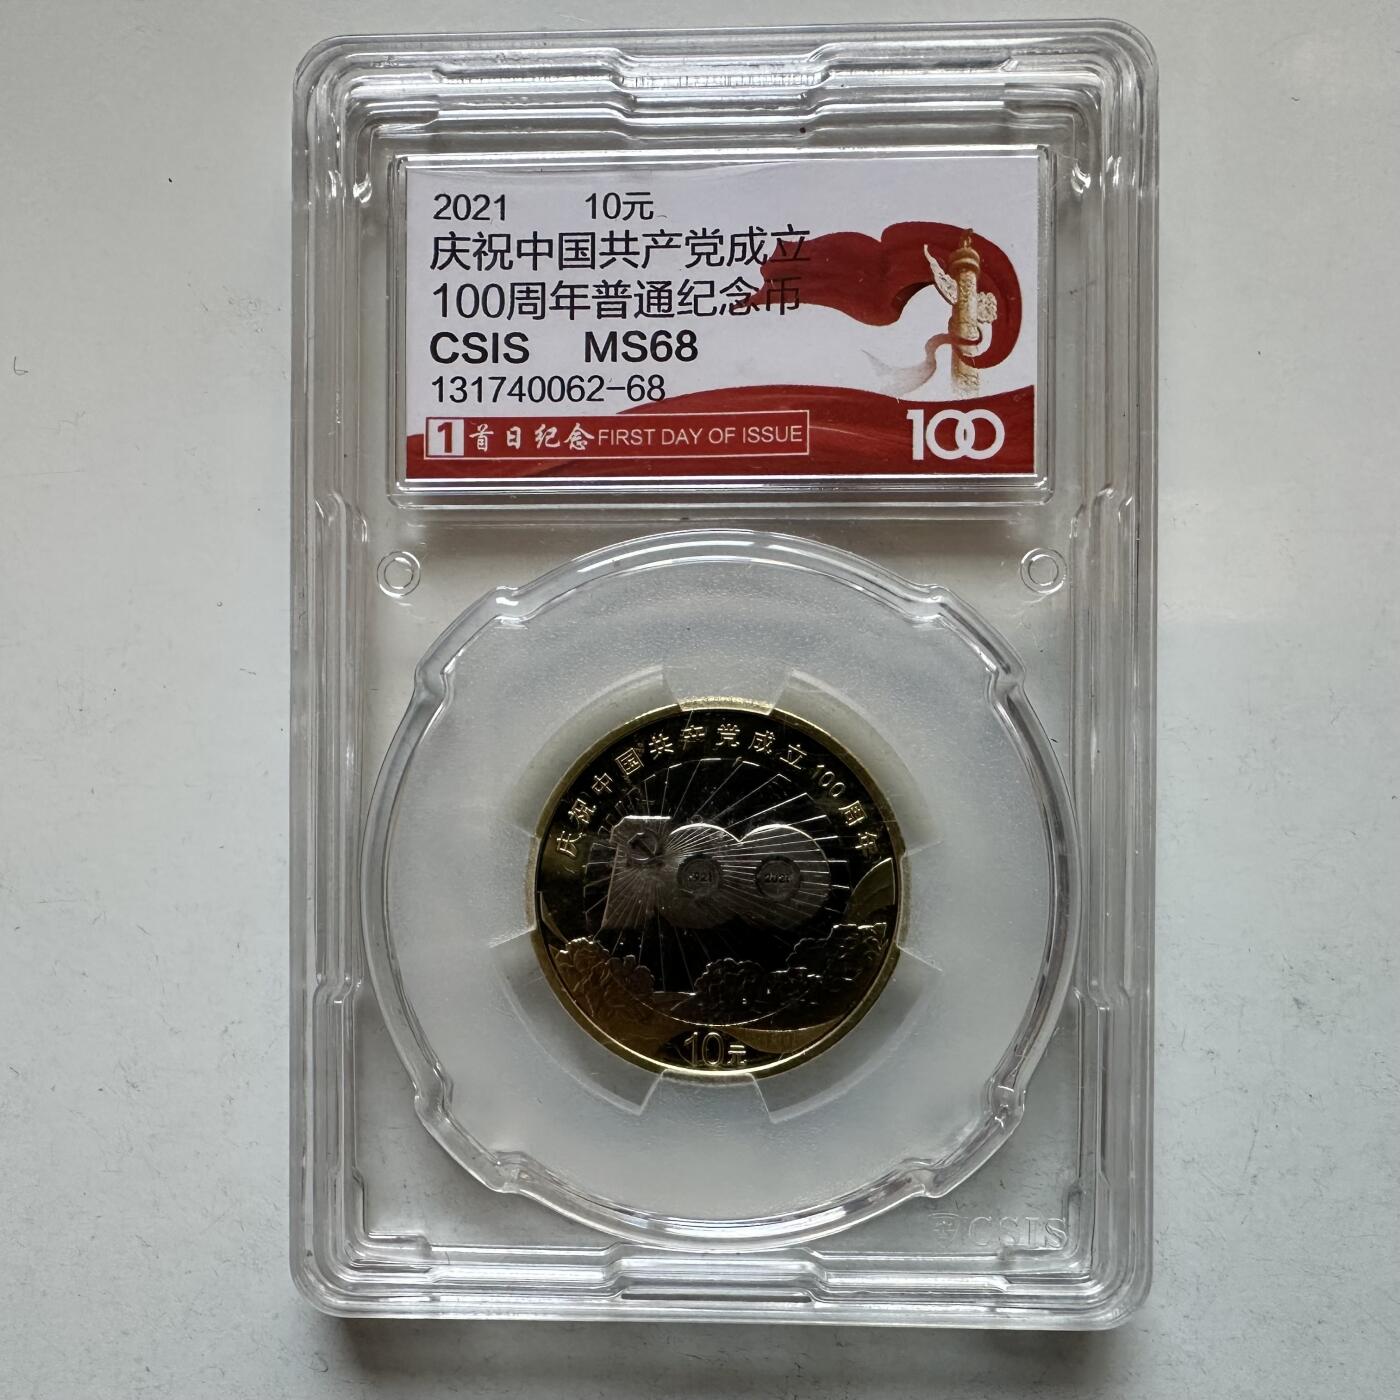 2021 10元
庆祝中国共产党成立
100周年普通纪念币
CSIS MS68
131740062-68
1 首日纪念 FIRST DAY OF ISSUE
100
庆祝中国共产党成立100周年
1921 2021
10元
CSIS